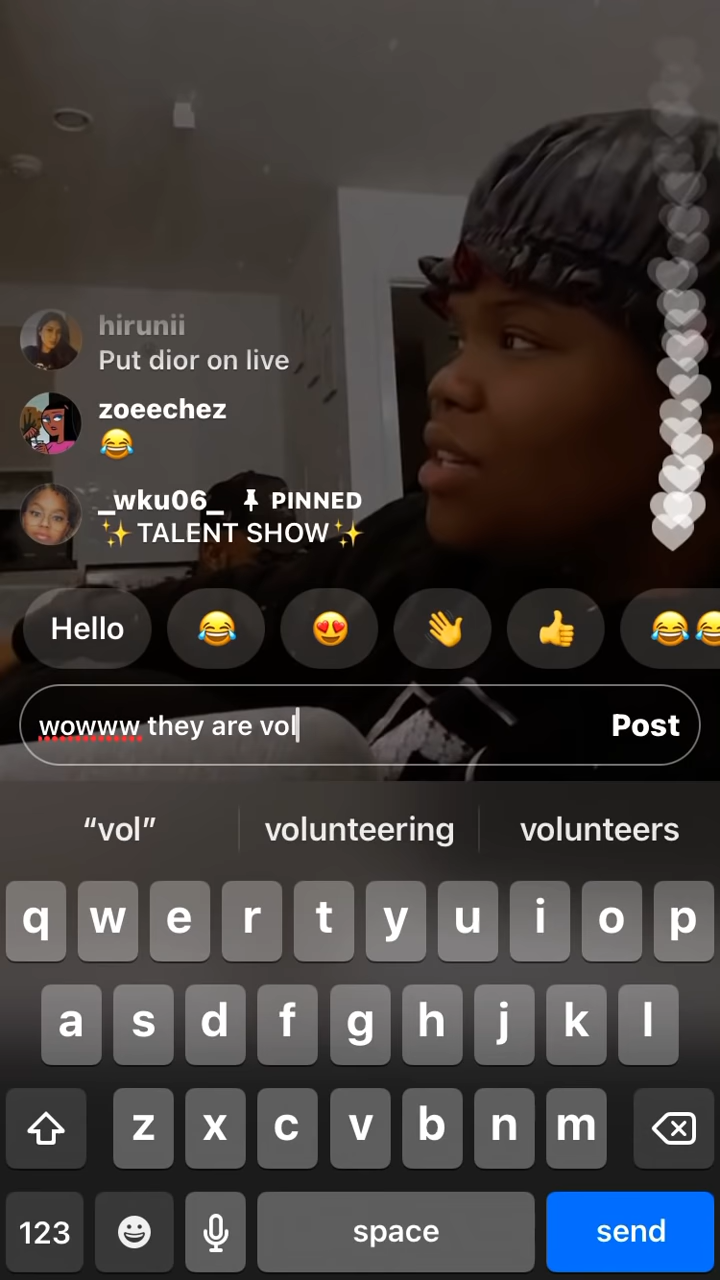 hirunii
Put dior on live
zoeechez
😂
_wku06_ PINNED
✨TALENT SHOW✨
Hello 😂 😍 👋 👍 😂😂
wowww they are vol Post
“vol” volunteering volunteers
q w e r t y u i o p
a s d f g h j k l
z x c v b n m
123 space send